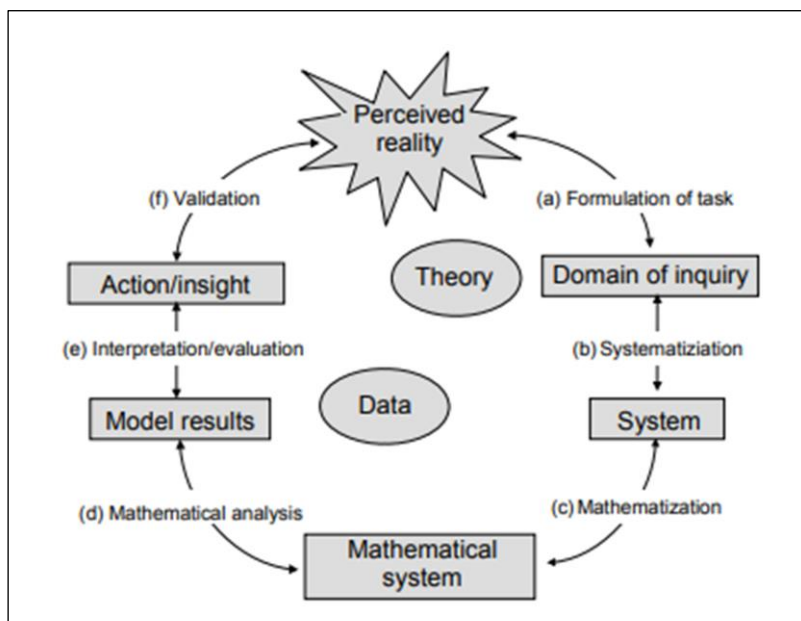 Perceived
reality
(f) Validation
(a) Formulation of task
Action/insight
Theory
Domain of inquiry
(e) Interpretation/evaluation
(b) Systematiziation
Data
Model results
System
(d) Mathematical analysis
(c) Mathematization
Mathematical
system